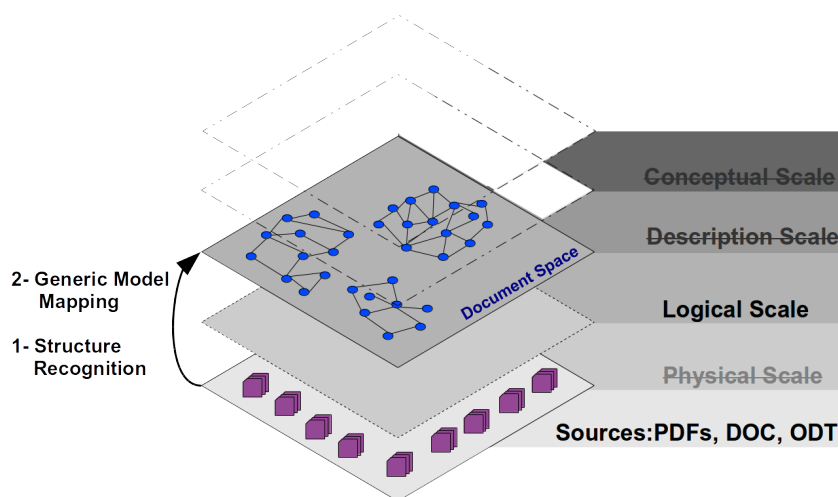 Conceptual Scale
Description Scale
Document Space
2- Generic Model
Mapping
Logical Scale
1- Structure
Recognition
Physical Scale
Sources:PDFs, DOC, ODT